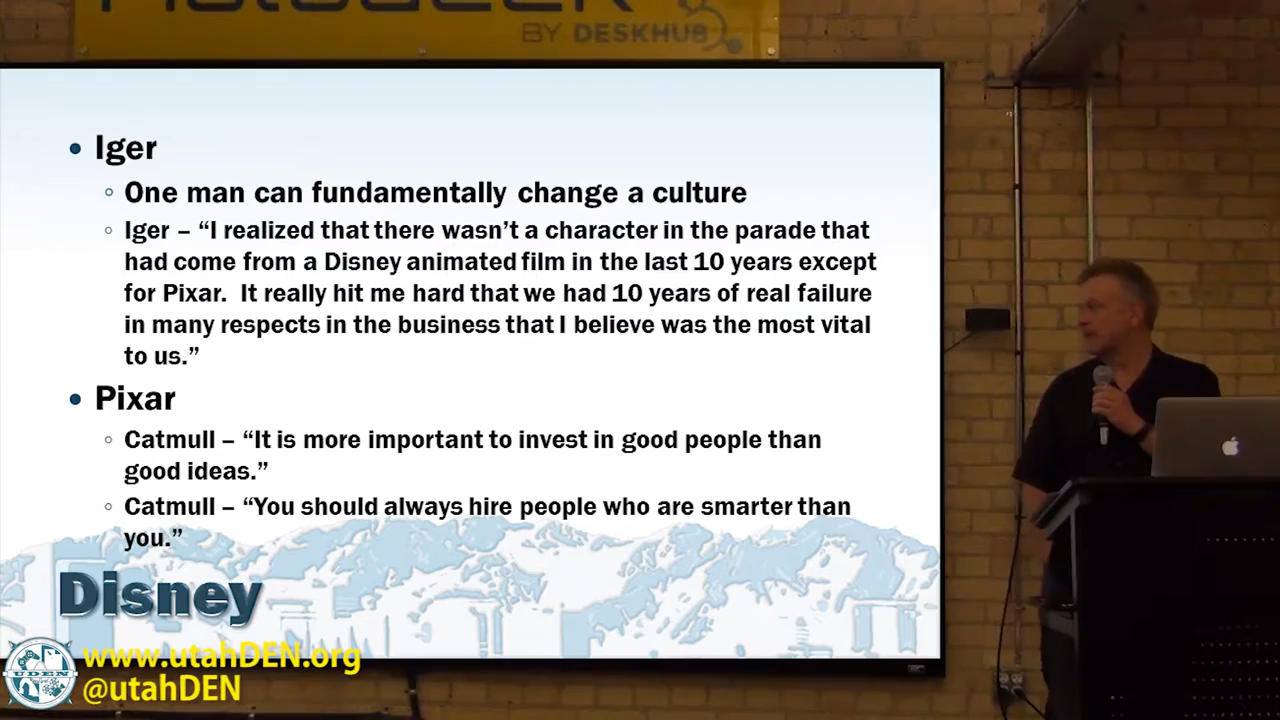 BY DESKHUB
• Iger
◦ One man can fundamentally change a culture
◦ Iger – “I realized that there wasn’t a character in the parade that
had come from a Disney animated film in the last 10 years except
for Pixar.  It really hit me hard that we had 10 years of real failure
in many respects in the business that I believe was the most vital
to us.”
• Pixar
◦ Catmull – “It is more important to invest in good people than
good ideas.”
◦ Catmull – “You should always hire people who are smarter than
you.”
Disney
UDEN
www.utahDEN.org
@utahDEN